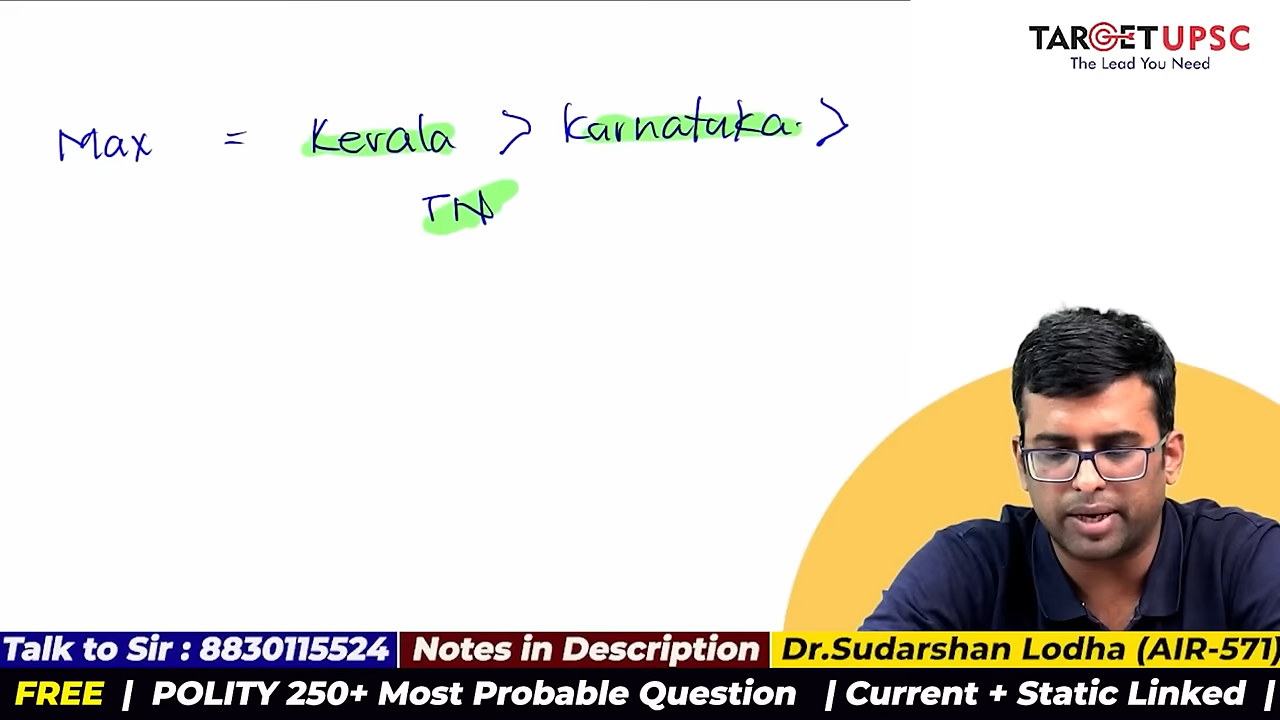 TARGET UPSC
The Lead You Need
Max = Kerala > Karnataka. >
TN
Talk to Sir : 8830115524 Notes in Description Dr.Sudarshan Lodha (AIR-571)
FREE | POLITY 250+ Most Probable Question | Current + Static Linked |